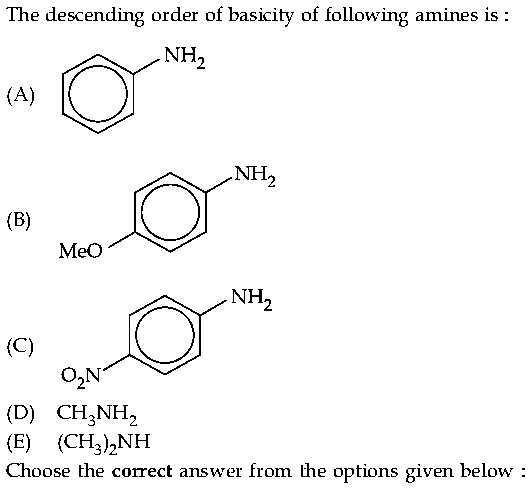 The descending order of basicity of following amines is :
NH₂
(A)
NH₂
(B)
MeO
NH₂
(C)
O₂N
(D) CH₃NH₂
(E) (CH₃)₂NH
Choose the correct answer from the options given below :